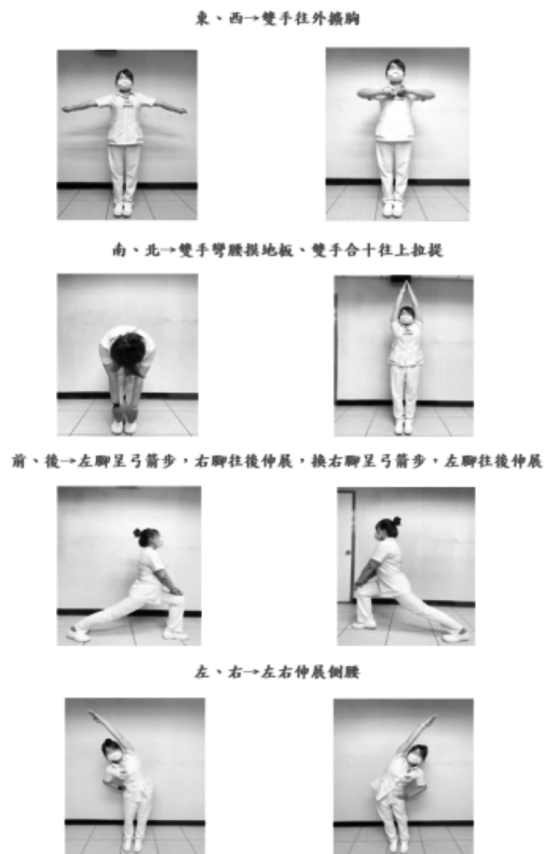 東、西→雙手往外擴胸
南、北→雙手彎腰摸地板、雙手合十往上拉提
前、後→左腳呈弓箭步，右腳往後伸展，換右腳呈弓箭步，左腳往後伸展
左、右→左右伸展側腰